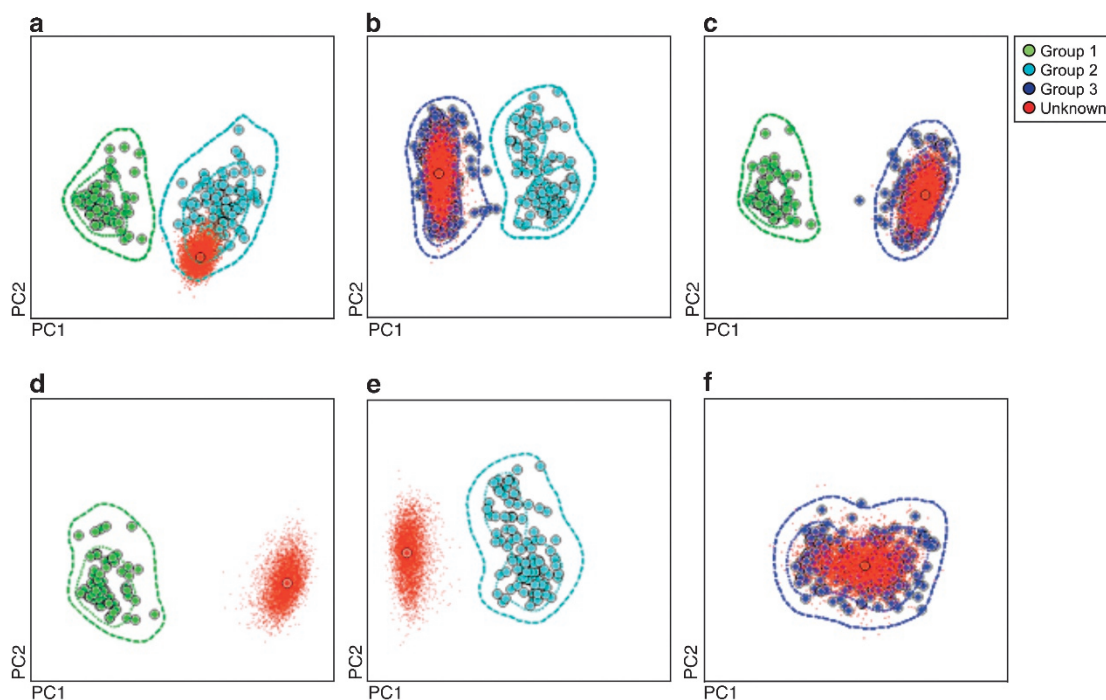 a
b
c
Group 1
Group 2
Group 3
Unknown
PC2
PC1
PC2
PC1
PC2
PC1
d
e
f
PC2
PC1
PC2
PC1
PC2
PC1